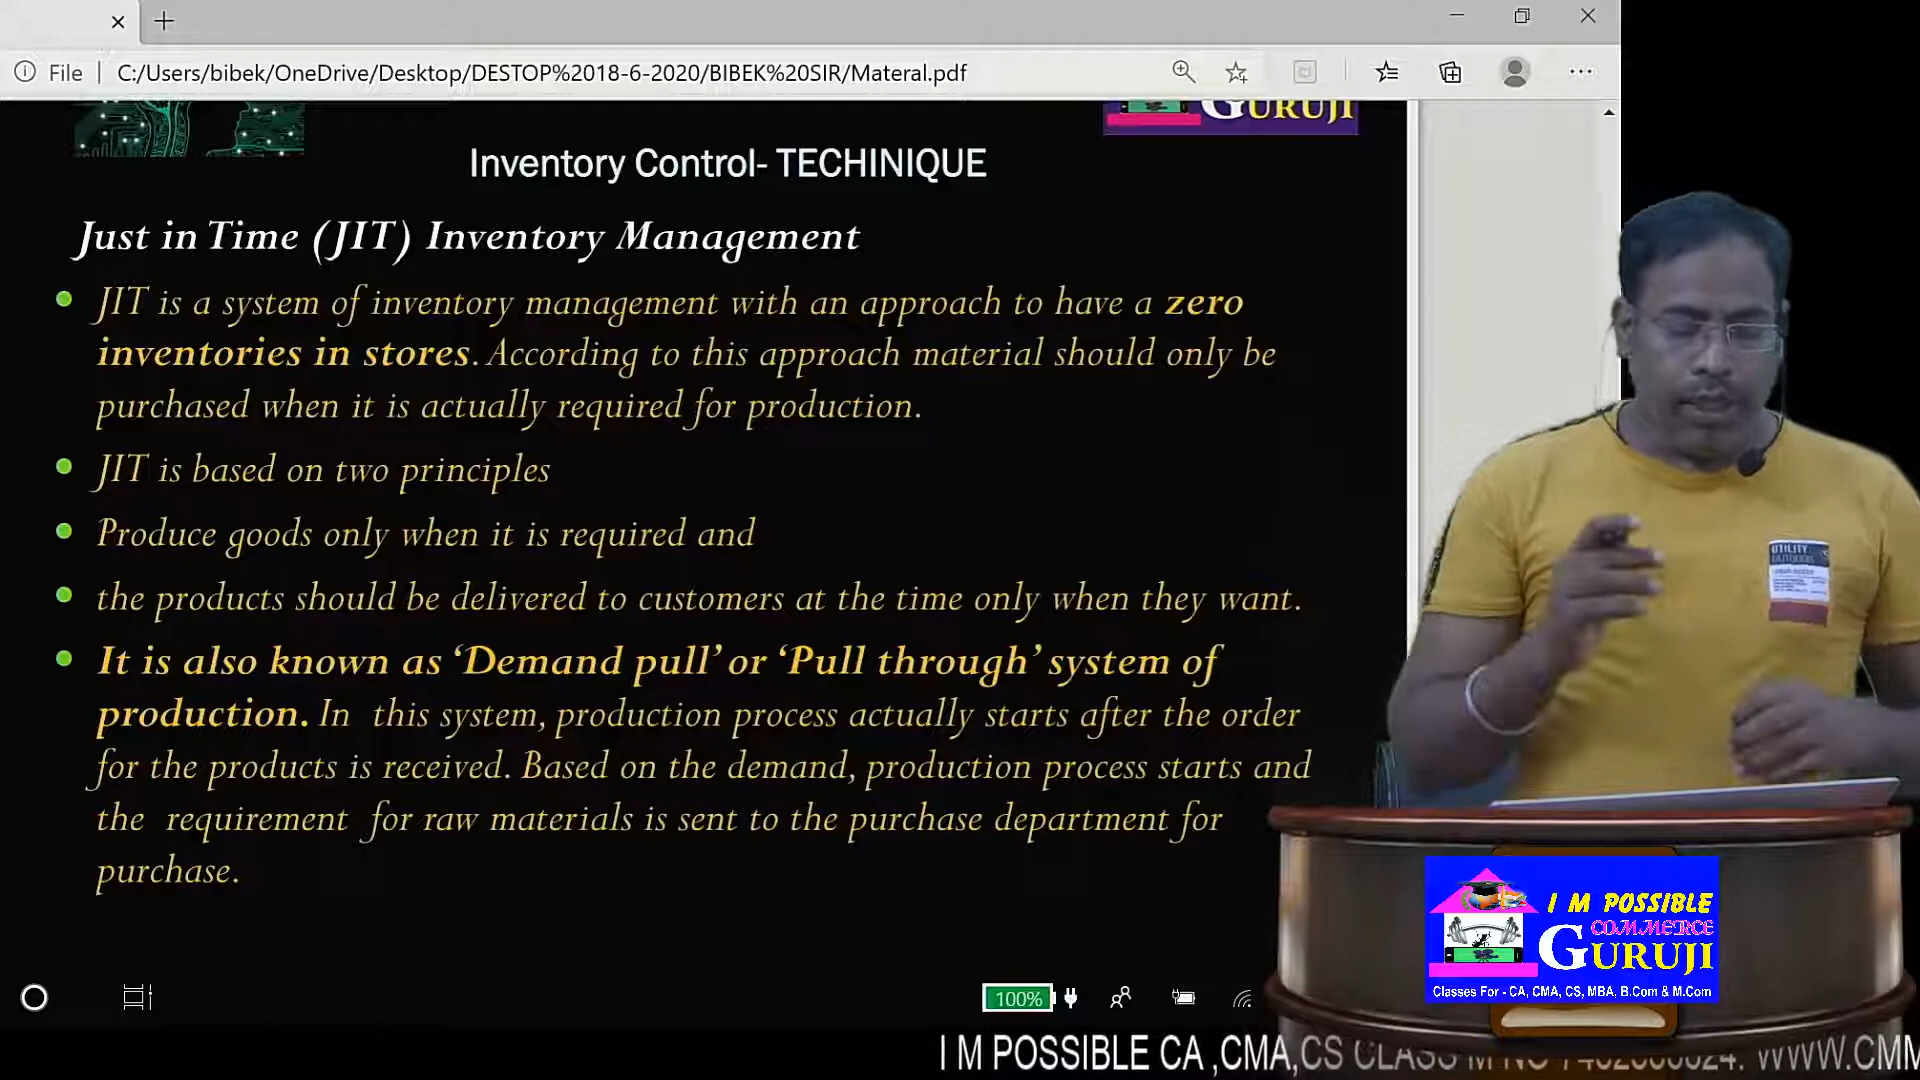 File | C:/Users/bibek/OneDrive/Desktop/DESTOP%2018-6-2020/BIBEK%20SIR/Materal.pdf
GURUJI
Inventory Control- TECHINIQUE
Just in Time (JIT) Inventory Management
JIT is a system of inventory management with an approach to have a zero
inventories in stores. According to this approach material should only be
purchased when it is actually required for production.
JIT is based on two principles
Produce goods only when it is required and
the products should be delivered to customers at the time only when they want.
It is also known as ‘Demand pull’ or ‘Pull through’ system of
production. In this system, production process actually starts after the order
for the products is received. Based on the demand, production process starts and
the requirement for raw materials is sent to the purchase department for
purchase.
UTILITY
I M POSSIBLE
COMMERCE
GURUJI
Classes For - CA, CMA, CS, MBA, B.Com & M.Com
100%
I M POSSIBLE CA ,CMA,CS CLASS